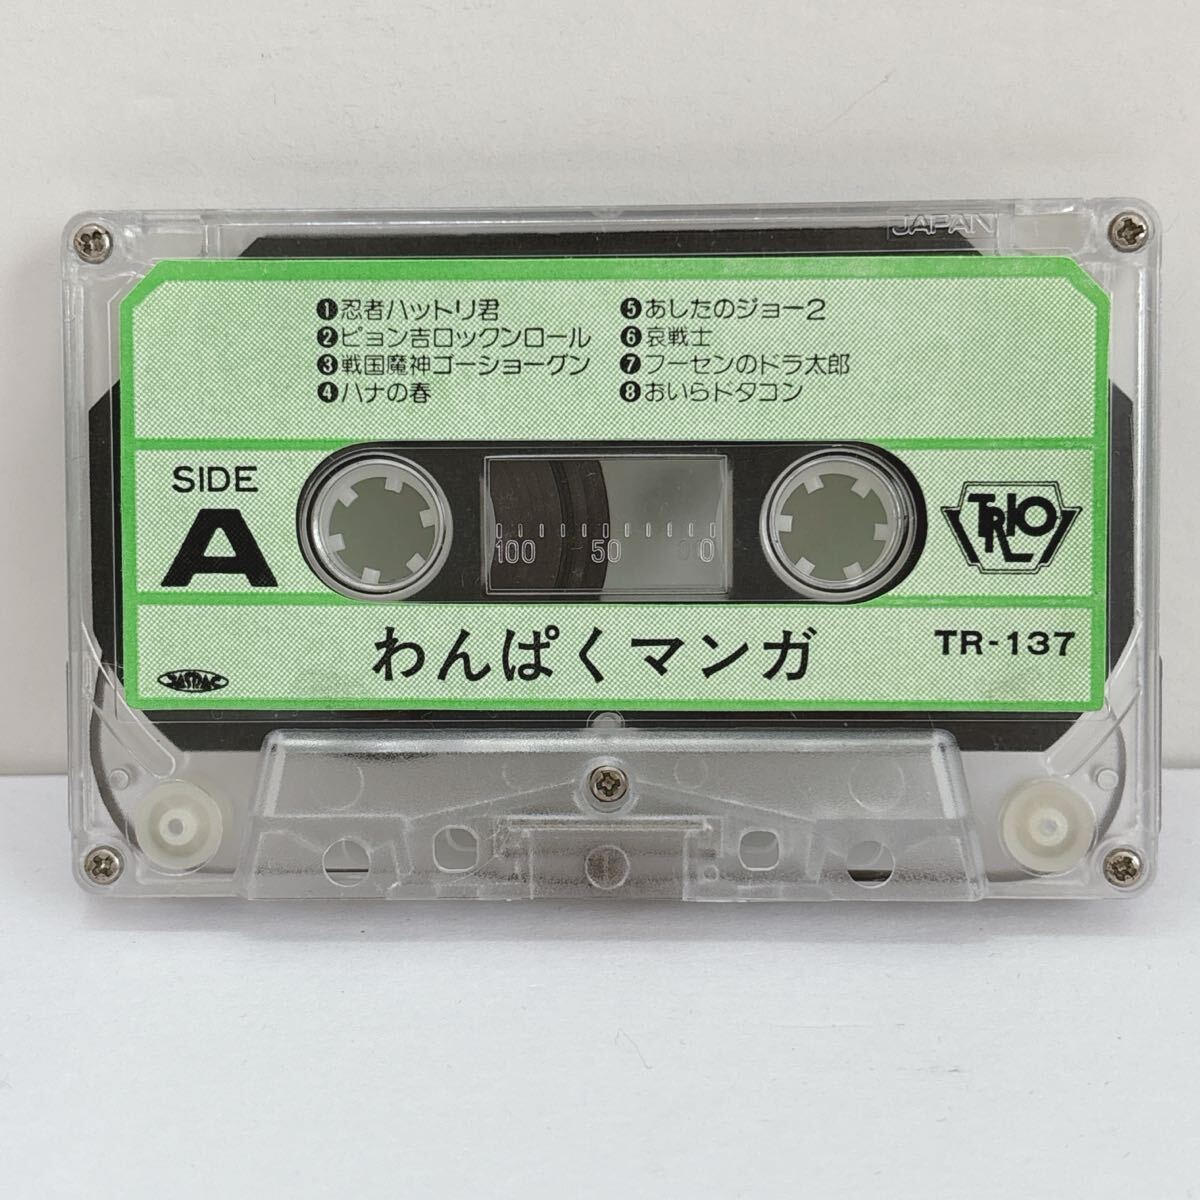 JAPAN
❶忍者ハットリ君
❷ピョン吉ロックンロール
❸戦国魔神ゴーショーグン
❹ハナの春
❺あしたのジョー2
❻哀戦士
❼フーセンのドラ太郎
❽おいらドタコン
SIDE
A
100 50 0
TRIO
わんぱくマンガ
TR-137
JASRAC